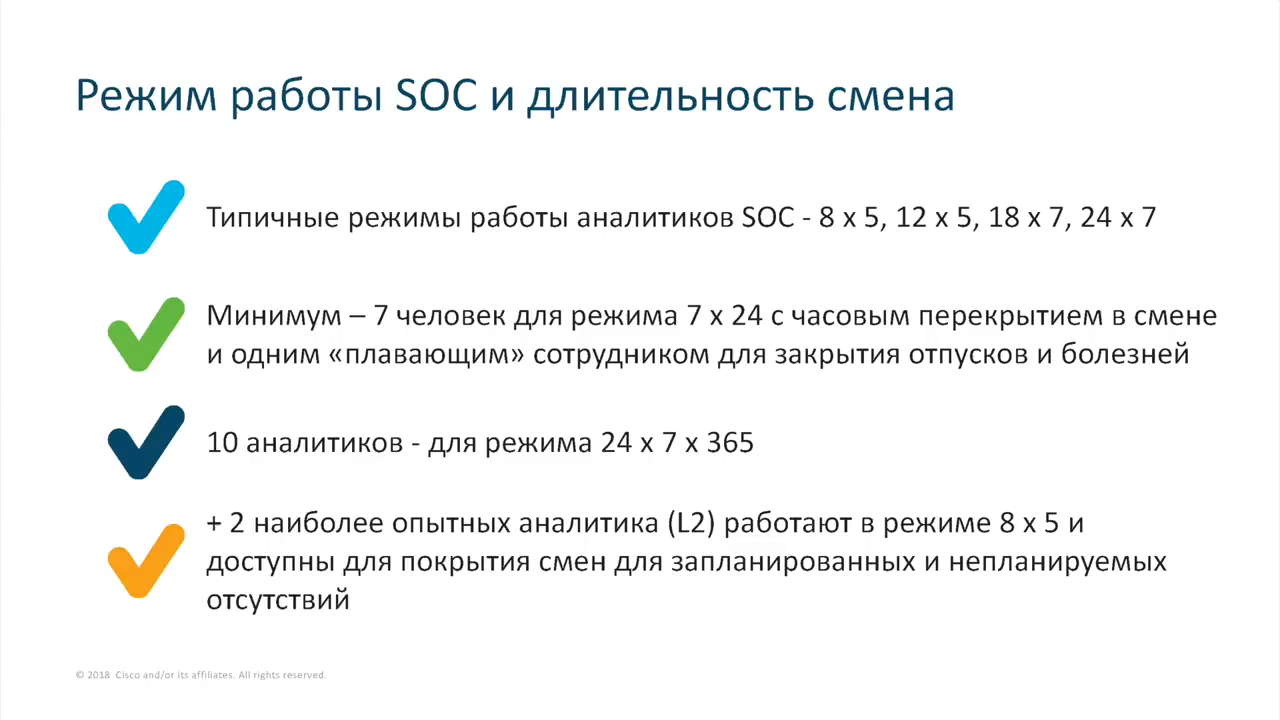 Режим работы SOC и длительность смена
Типичные режимы работы аналитиков SOC - 8 x 5, 12 x 5, 18 x 7, 24 x 7
Минимум – 7 человек для режима 7 x 24 с часовым перекрытием в смене
и одним «плавающим» сотрудником для закрытия отпусков и болезней
10 аналитиков - для режима 24 x 7 x 365
+ 2 наиболее опытных аналитика (L2) работают в режиме 8 x 5 и
доступны для покрытия смен для запланированных и непланируемых
отсутствий
© 2018 Cisco and/or its affiliates. All rights reserved.